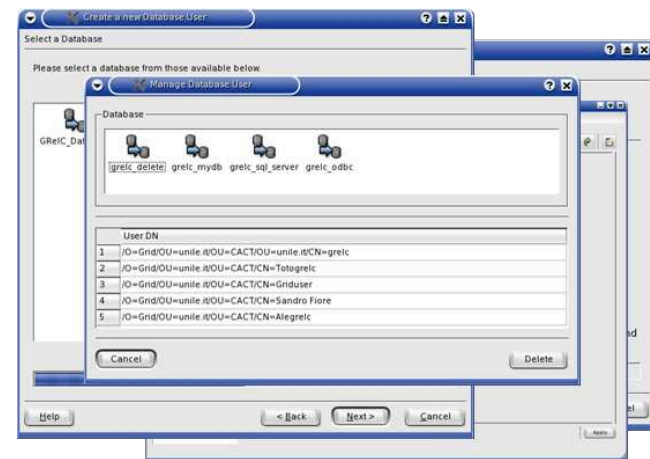 Create a new Database User
Select a Database
Please select a database from those available below.
GRelC_Dat
Manage Database User
Database
grelc_delete grelc_mydb grelc_sql_server grelc_odbc
User DN
1 /O=Grid/OU=unile.it/OU=CACT/OU=unile.it/CN=grelc
2 /O=Grid/OU=unile.it/OU=CACT/CN=Totogrelc
3 /O=Grid/OU=unile.it/OU=CACT/CN=Griduser
4 /O=Grid/OU=unile.it/OU=CACT/CN=Sandro Fiore
5 /O=Grid/OU=unile.it/OU=CACT/CN=Alegrelc
Cancel Delete
Help < Back Next > Cancel
nd
el
Apply